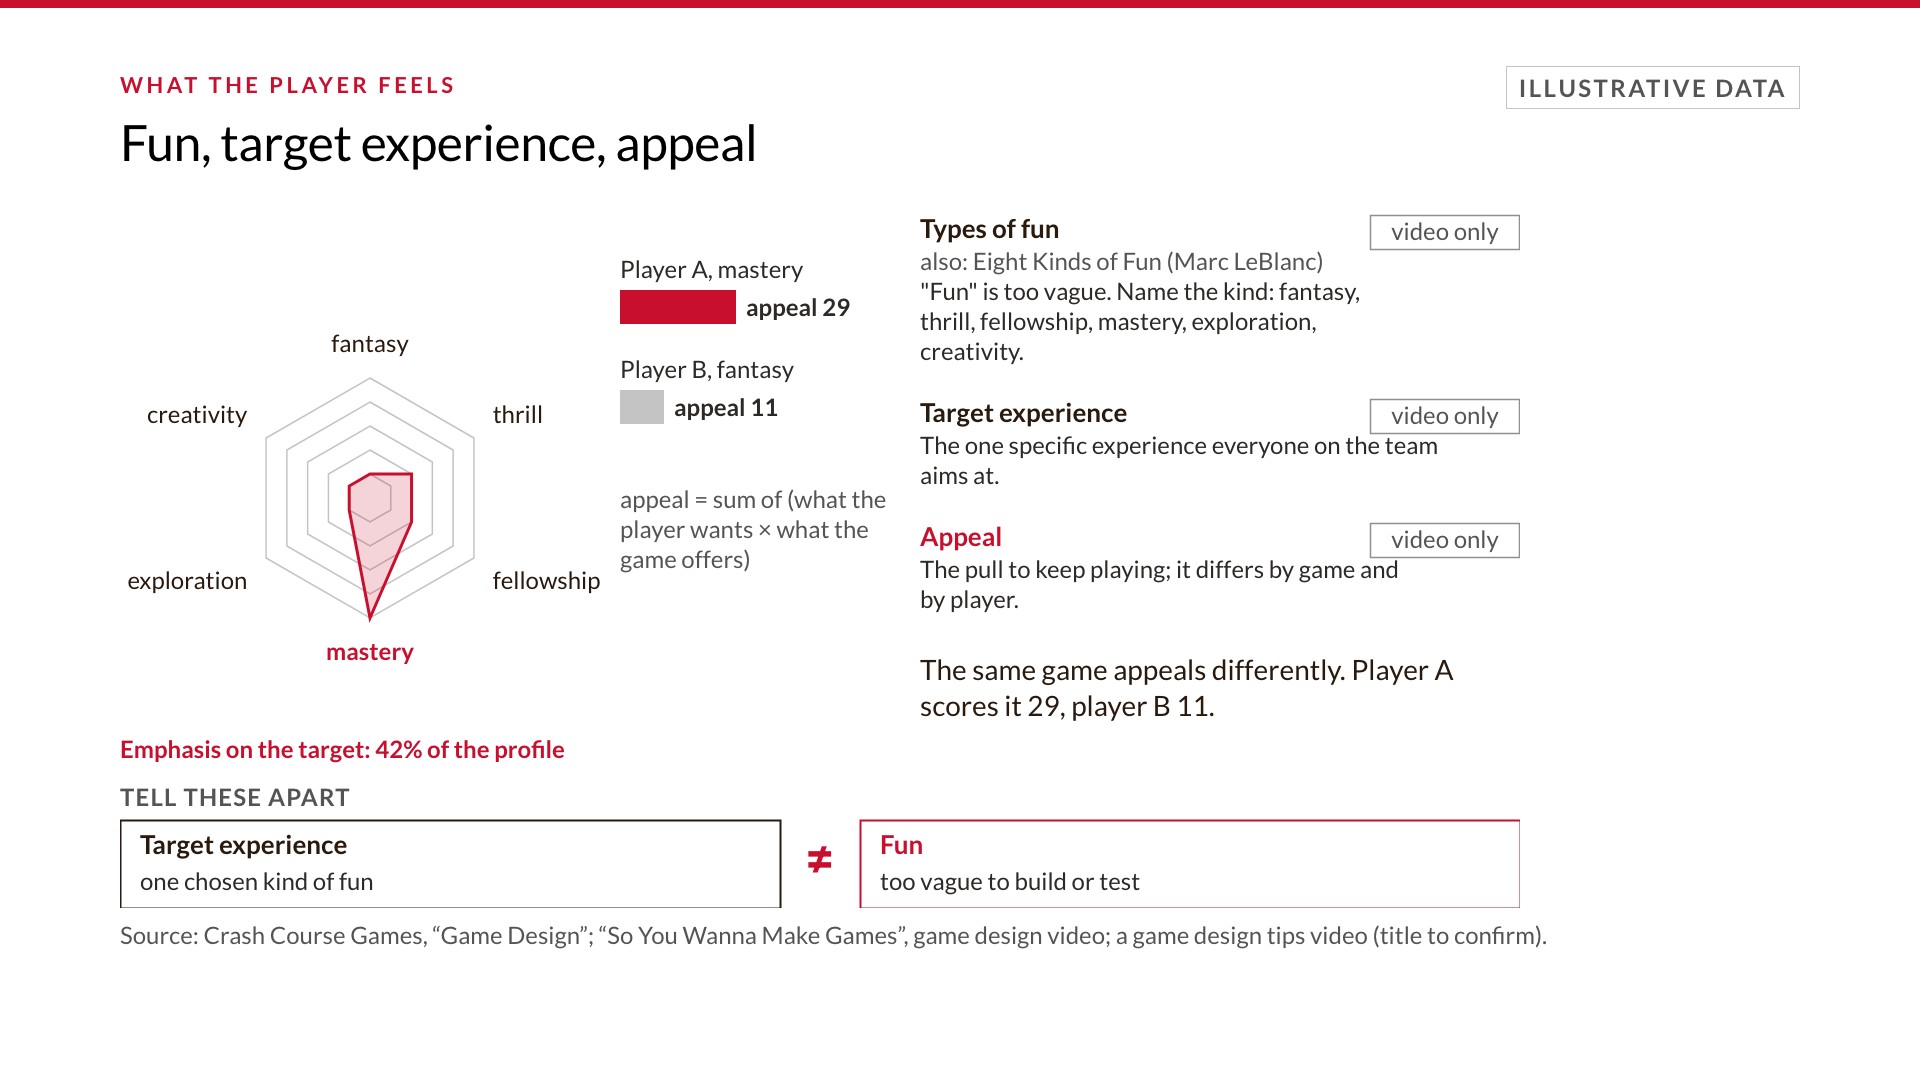 WHAT THE PLAYER FEELS
ILLUSTRATIVE DATA
Fun, target experience, appeal
fantasy
creativity
thrill
exploration
fellowship
mastery
Player A, mastery
appeal 29
Player B, fantasy
appeal 11
appeal = sum of (what the
player wants × what the
game offers)
Types of fun
video only
also: Eight Kinds of Fun (Marc LeBlanc)
"Fun" is too vague. Name the kind: fantasy,
thrill, fellowship, mastery, exploration,
creativity.
Target experience
video only
The one specific experience everyone on the team
aims at.
Appeal
video only
The pull to keep playing; it differs by game and
by player.
The same game appeals differently. Player A
scores it 29, player B 11.
Emphasis on the target: 42% of the profile
TELL THESE APART
Target experience
one chosen kind of fun
≠
Fun
too vague to build or test
Source: Crash Course Games, “Game Design”; “So You Wanna Make Games”, game design video; a game design tips video (title to confirm).